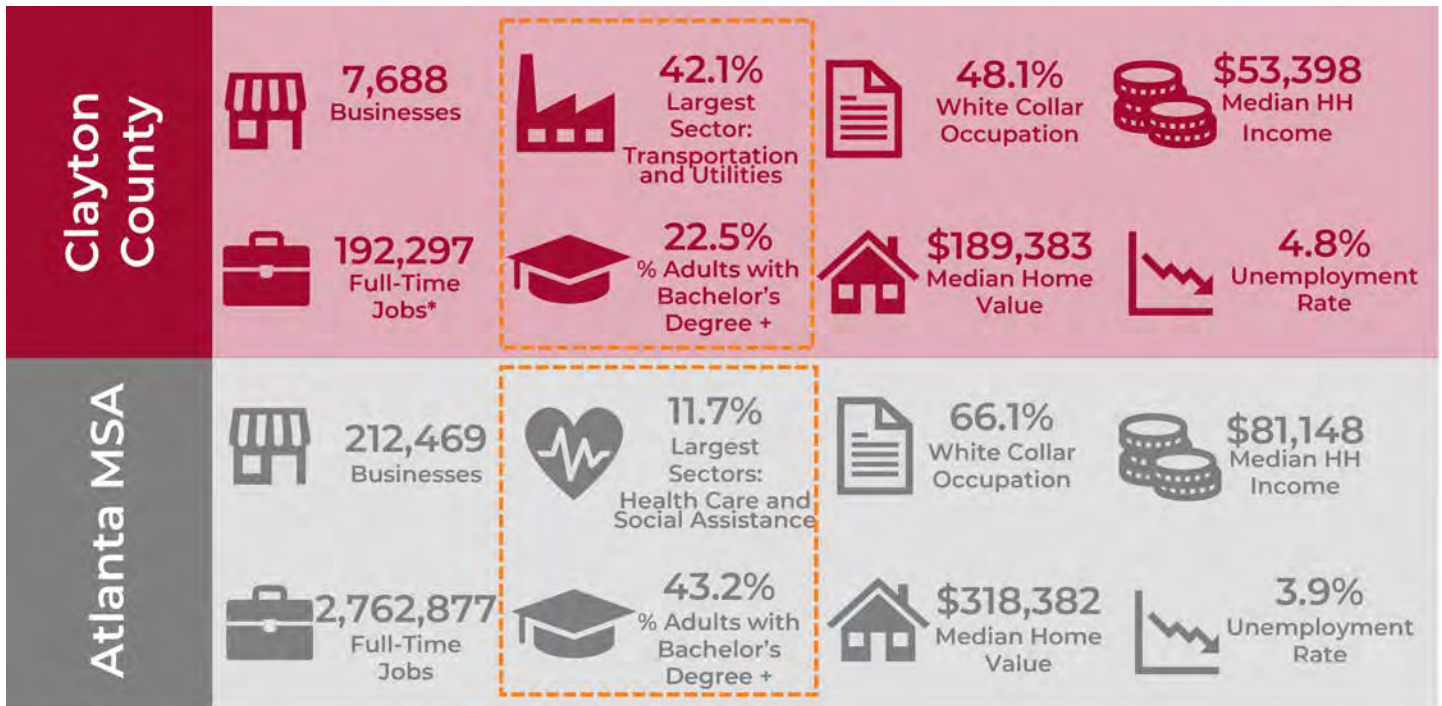 Clayton
County
7,688
Businesses
42.1%
Largest
Sector:
Transportation
and Utilities
48.1%
White Collar
Occupation
$53,398
Median HH
Income
192,297
Full-Time
Jobs*
22.5%
% Adults with
Bachelor's
Degree +
$189,383
Median Home
Value
4.8%
Unemployment
Rate
Atlanta MSA
212,469
Businesses
11.7%
Largest
Sectors:
Health Care and
Social Assistance
66.1%
White Collar
Occupation
$81,148
Median HH
Income
2,762,877
Full-Time
Jobs
43.2%
% Adults with
Bachelor's
Degree +
$318,382
Median Home
Value
3.9%
Unemployment
Rate